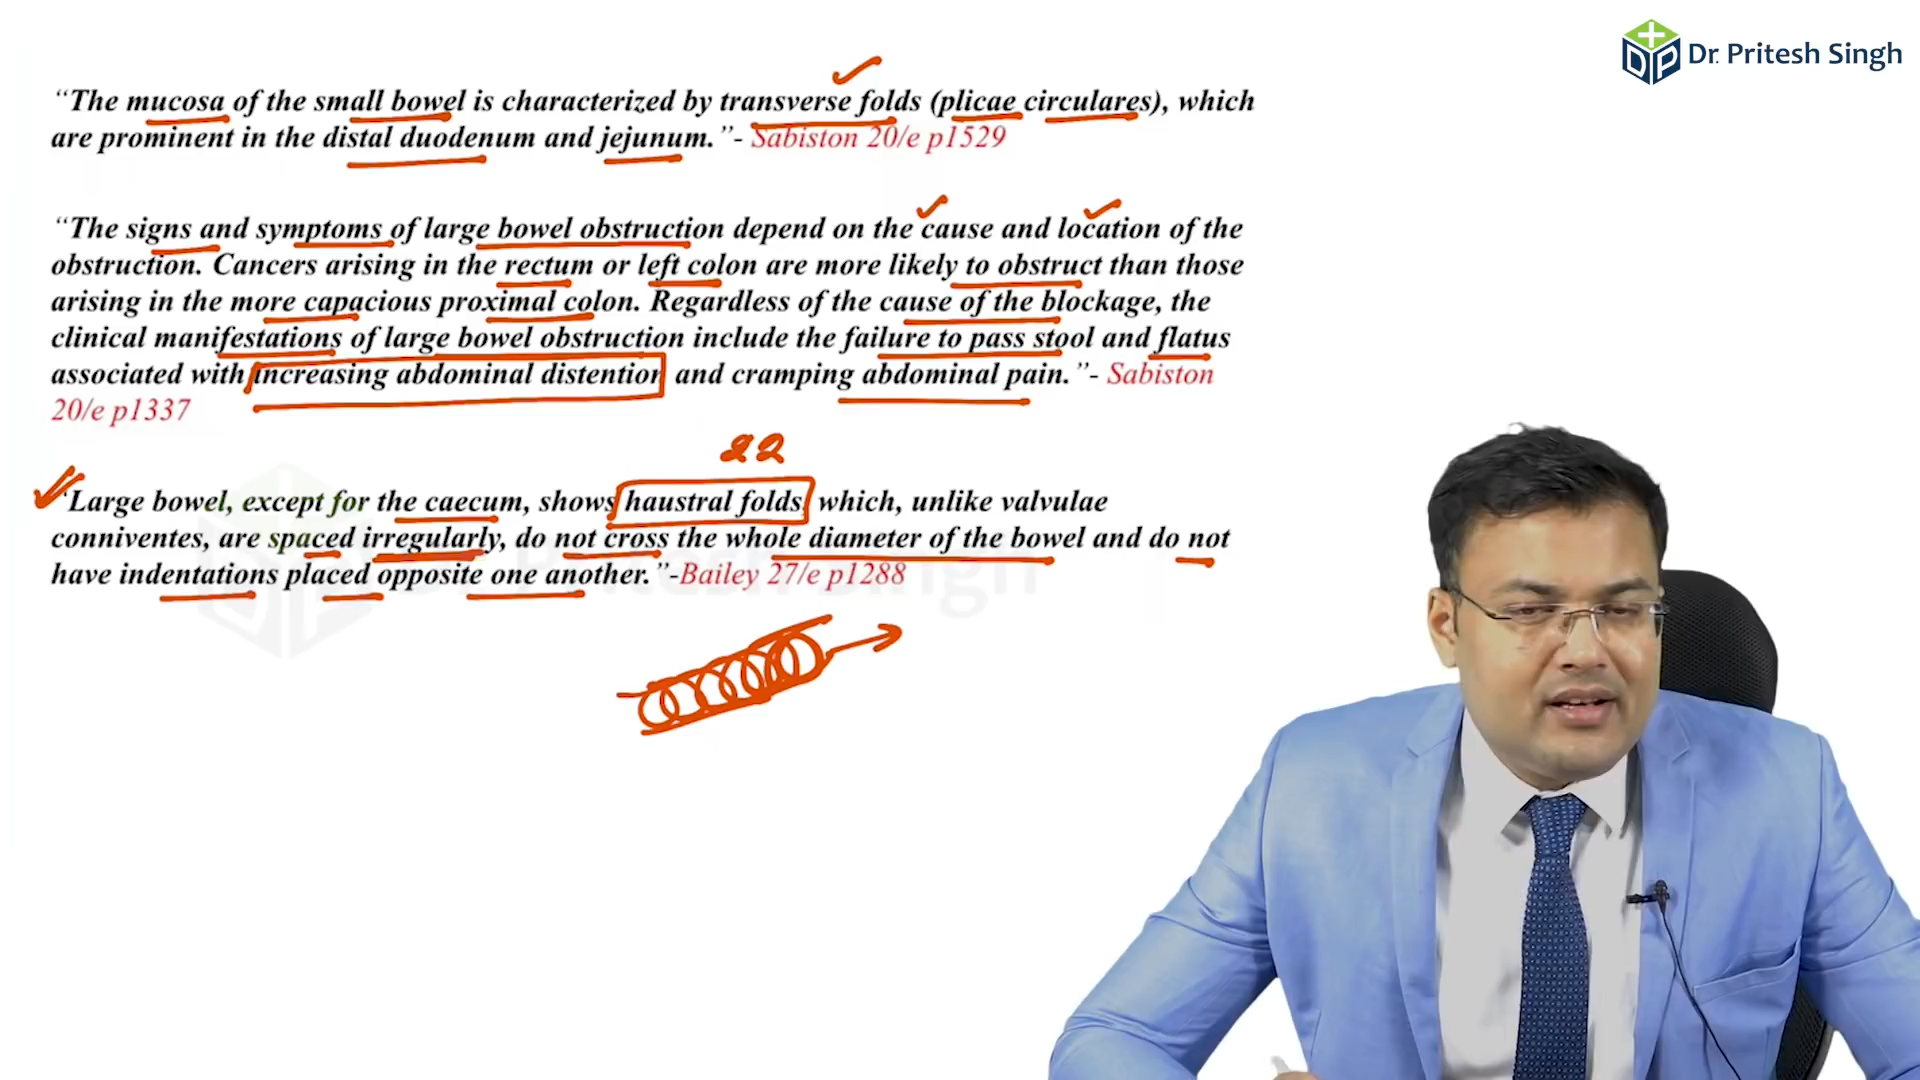 Dr. Pritesh Singh
“The mucosa of the small bowel is characterized by transverse folds (plicae circulares), which
are prominent in the distal duodenum and jejunum.”- Sabiston 20/e p1529
“The signs and symptoms of large bowel obstruction depend on the cause and location of the
obstruction. Cancers arising in the rectum or left colon are more likely to obstruct than those
arising in the more capacious proximal colon. Regardless of the cause of the blockage, the
clinical manifestations of large bowel obstruction include the failure to pass stool and flatus
associated with increasing abdominal distention and cramping abdominal pain.”- Sabiston
20/e p1337
“Large bowel, except for the caecum, shows haustral folds, which, unlike valvulae
conniventes, are spaced irregularly, do not cross the whole diameter of the bowel and do not
have indentations placed opposite one another.”-Bailey 27/e p1288